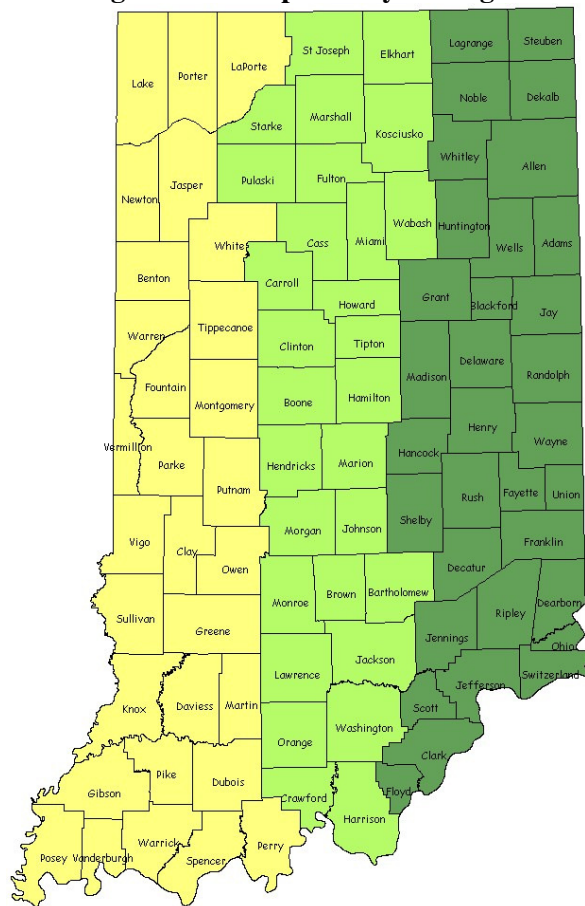 St Joseph
Elkhart
Lagrange
Steuben
Lake
Porter
LaPorte
Noble
Dekalb
Starke
Marshall
Kosciusko
Whitley
Allen
Newton
Jasper
Pulaski
Fulton
Wabash
Huntington
Wells
Adams
White
Cass
Miami
Benton
Carroll
Howard
Grant
Blackford
Jay
Warren
Tippecanoe
Clinton
Tipton
Madison
Delaware
Randolph
Fountain
Montgomery
Boone
Hamilton
Henry
Wayne
Vermillion
Parke
Putnam
Hendricks
Marion
Hancock
Rush
Fayette
Union
Vigo
Clay
Owen
Morgan
Johnson
Shelby
Franklin
Decatur
Sullivan
Greene
Monroe
Brown
Bartholomew
Jennings
Ripley
Dearborn
Ohio
Knox
Daviess
Martin
Lawrence
Jackson
Jefferson
Switzerland
Scott
Orange
Washington
Clark
Gibson
Pike
Dubois
Crawford
Harrison
Floyd
Posey
Vanderburgh
Warrick
Spencer
Perry